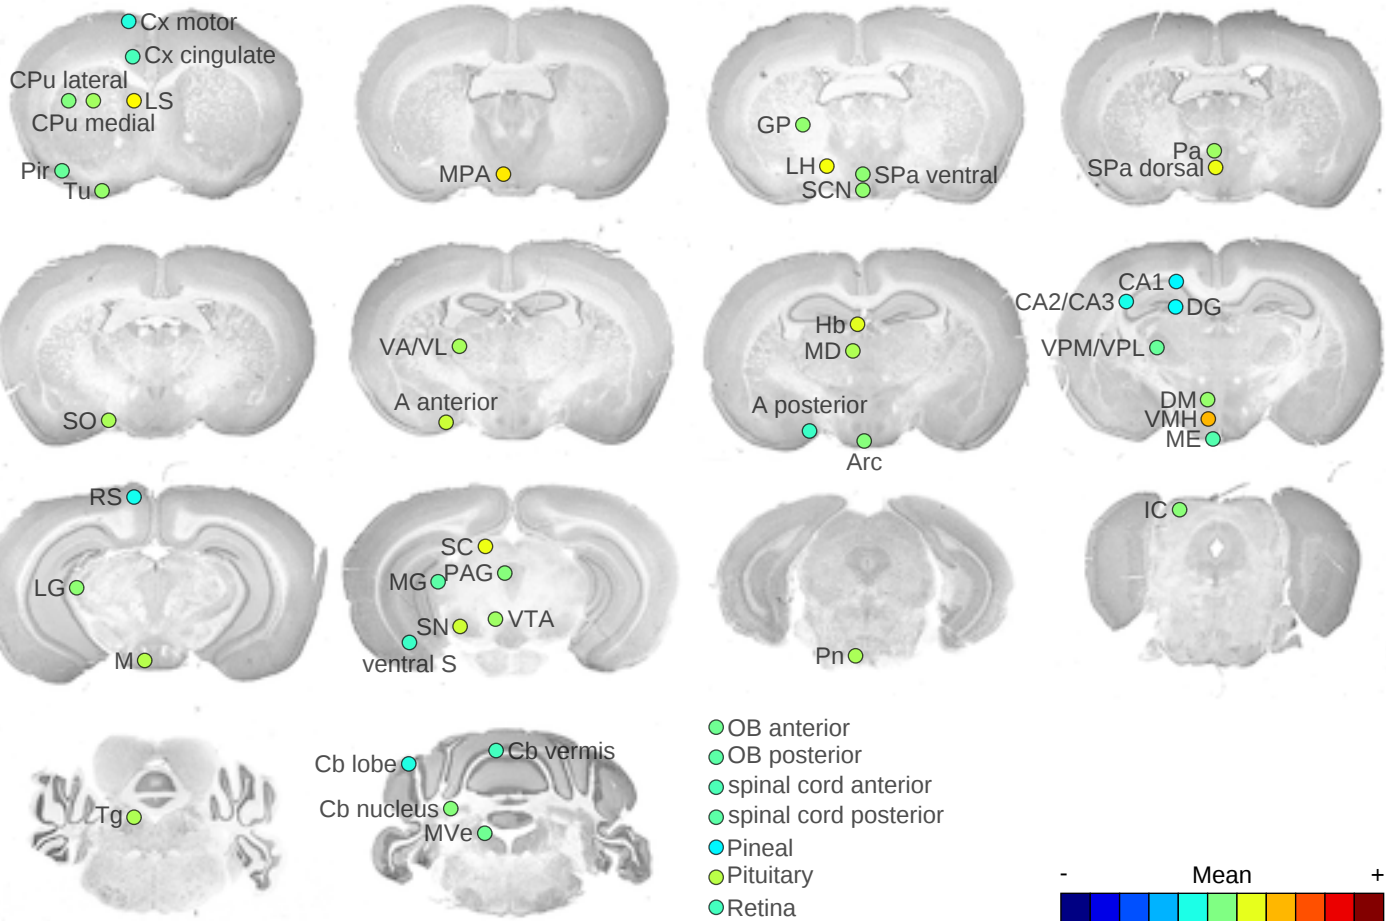 Cx motor
Cx cingulate
CPu lateral
LS
CPu medial
Pir
Tu
MPA
GP
LH
SPa ventral
SCN
Pa
SPa dorsal
SO
VA/VL
A anterior
Hb
MD
A posterior
Arc
CA1
CA2/CA3
DG
VPM/VPL
DM
VMH
ME
RS
LG
M
SC
MG
PAG
SN
VTA
ventral S
Pn
IC
Tg
Cb lobe
Cb vermis
Cb nucleus
MVe
OB anterior
OB posterior
spinal cord anterior
spinal cord posterior
Pineal
Pituitary
Retina
- Mean +